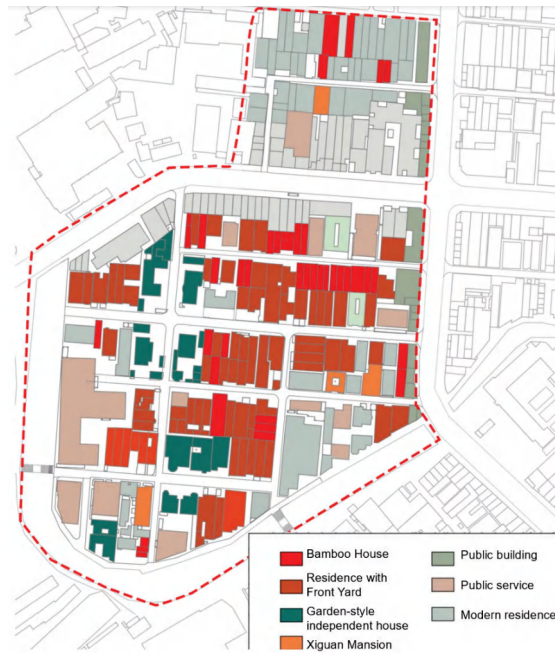 Bamboo House
Residence with
Front Yard
Garden-style
independent house
Xiguan Mansion
Public building
Public service
Modern residence